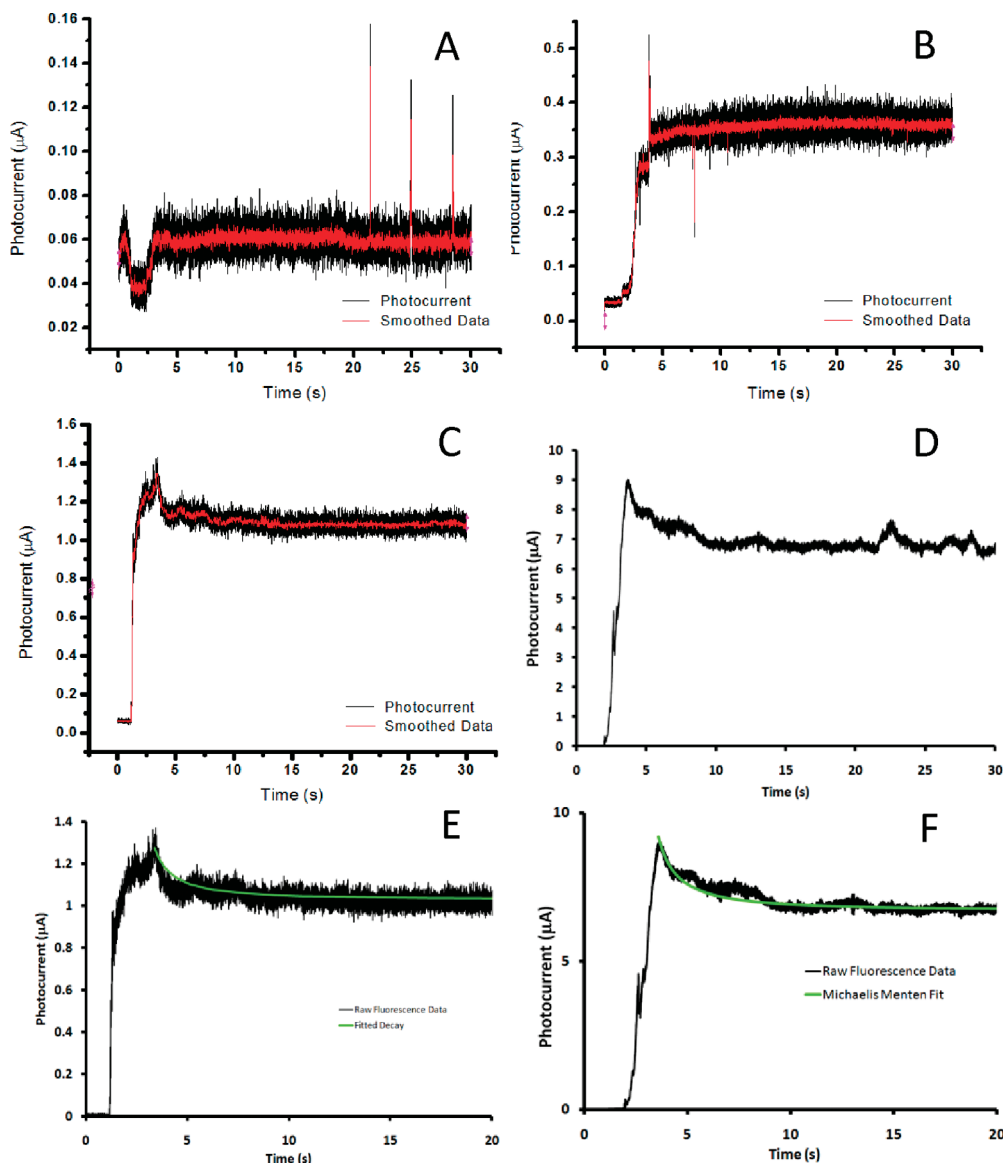 A
0.16
0.14
0.12
0.10
0.08
0.06
0.04
0.02
Photocurrent (µA)
Photocurrent
Smoothed Data
0 5 10 15 20 25 30
Time (s)
B
0.5
0.4
0.3
0.2
0.1
0.0
Photocurrent (µA)
Photocurrent
Smoothed Data
0 5 10 15 20 25 30
Time (s)
C
1.6
1.4
1.2
1.0
0.8
0.6
0.4
0.2
0.0
Photocurrent (µA)
Photocurrent
Smoothed Data
0 5 10 15 20 25 30
Time (s)
D
10
9
8
7
6
5
4
3
2
1
0
Photocurrent (µA)
0 5 10 15 20 25 30
Time (s)
E
1.4
1.2
1
0.8
0.6
0.4
0.2
0
Photocurrent (µA)
Raw Fluorescence Data
Fitted Decay
0 5 10 15 20
Time (s)
F
10
5
0
Photocurrent (µA)
Raw Fluorescence Data
Michaelis Menten Fit
0 5 10 15 20
Time (s)